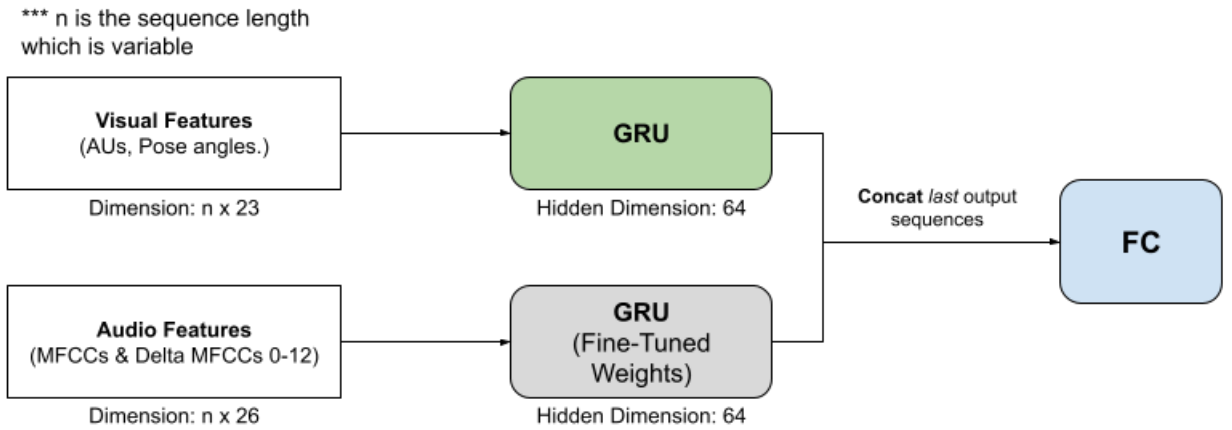 *** n is the sequence length
which is variable
Visual Features
(AUs, Pose angles.)
Dimension: n x 23
GRU
Hidden Dimension: 64
Audio Features
(MFCCs & Delta MFCCs 0-12)
Dimension: n x 26
GRU
(Fine-Tuned
Weights)
Hidden Dimension: 64
Concat last output
sequences
FC